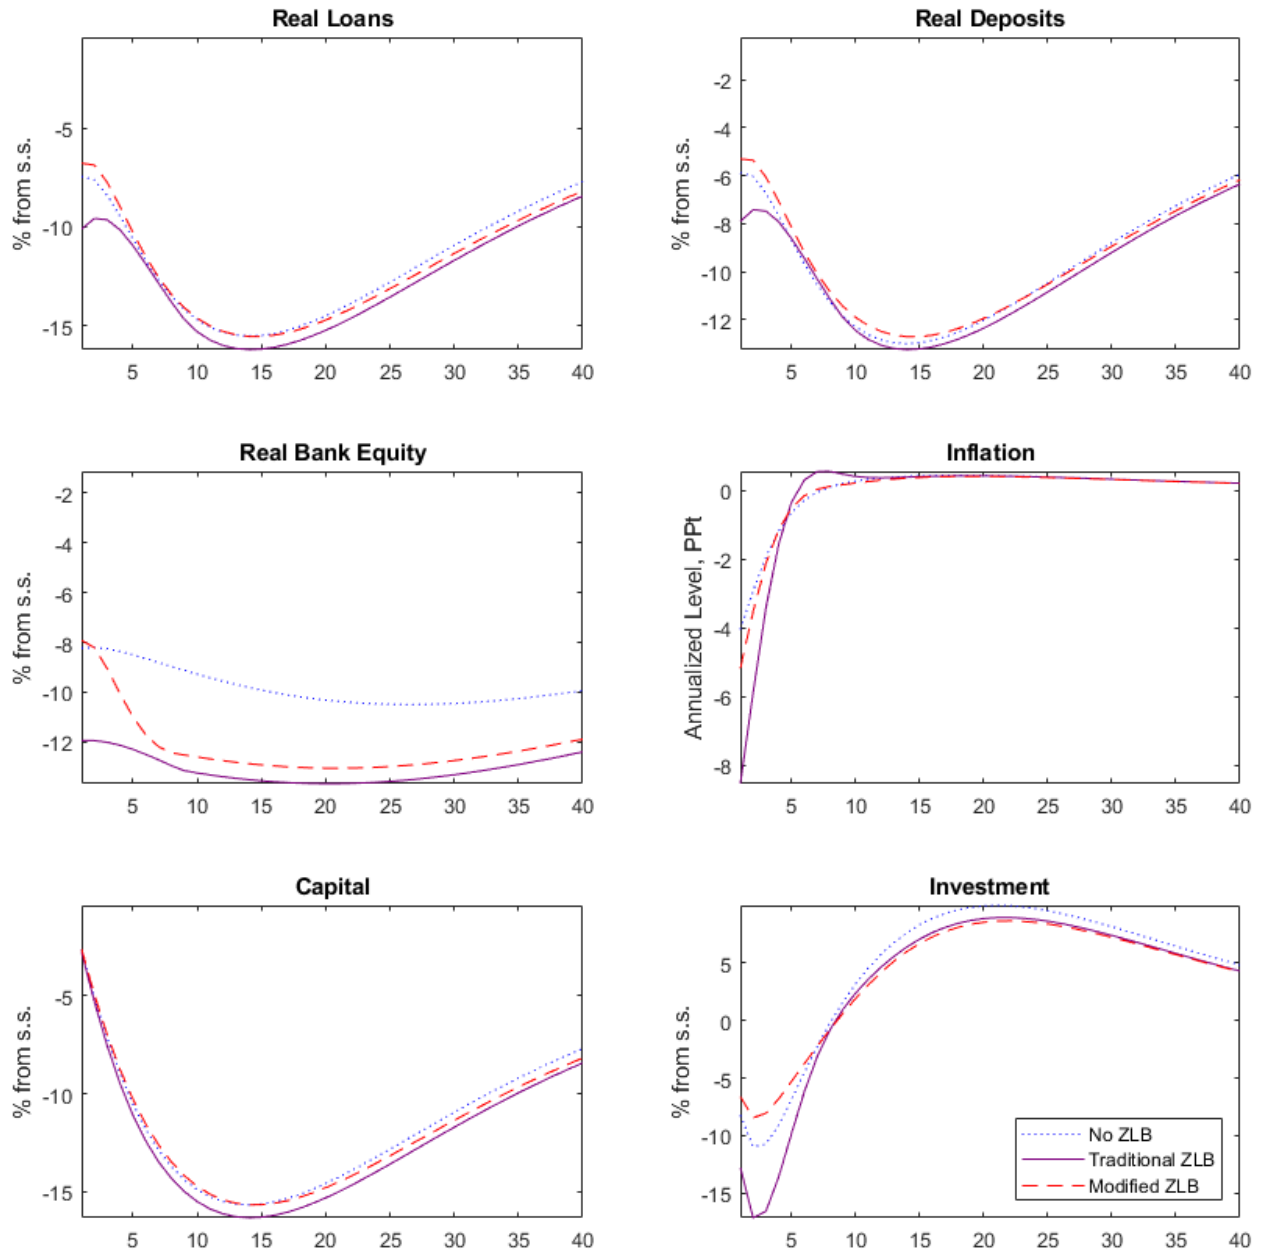 Real Loans
% from s.s.
-5
-10
-15
5 10 15 20 25 30 35 40
Real Deposits
% from s.s.
-2
-4
-6
-8
-10
-12
5 10 15 20 25 30 35 40
Real Bank Equity
% from s.s.
-2
-4
-6
-8
-10
-12
5 10 15 20 25 30 35 40
Inflation
Annualized Level, PPt
0
-2
-4
-6
-8
5 10 15 20 25 30 35 40
Capital
% from s.s.
-5
-10
-15
5 10 15 20 25 30 35 40
Investment
% from s.s.
5
0
-5
-10
-15
5 10 15 20 25 30 35 40
No ZLB
Traditional ZLB
Modified ZLB